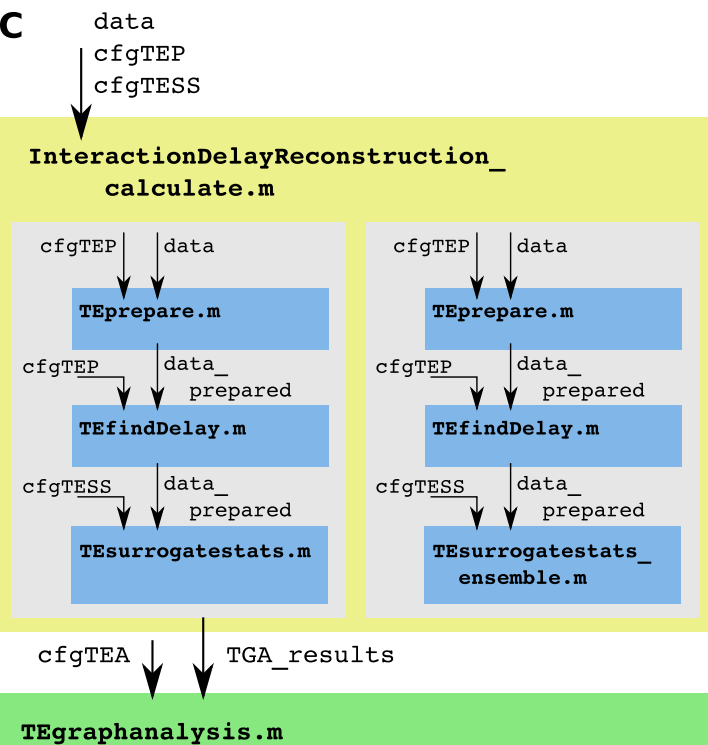 C
data
cfgTEP
cfgTESS
InteractionDelayReconstruction_
calculate.m
cfgTEP
data
TEprepare.m
cfgTEP
data_
prepared
TEfindDelay.m
cfgTESS
data_
prepared
TEsurrogatestats.m
cfgTEP
data
TEprepare.m
cfgTEP
data_
prepared
TEfindDelay.m
cfgTESS
data_
prepared
TEsurrogatestats_
ensemble.m
cfgTEA
TGA_results
TEgraphanalysis.m